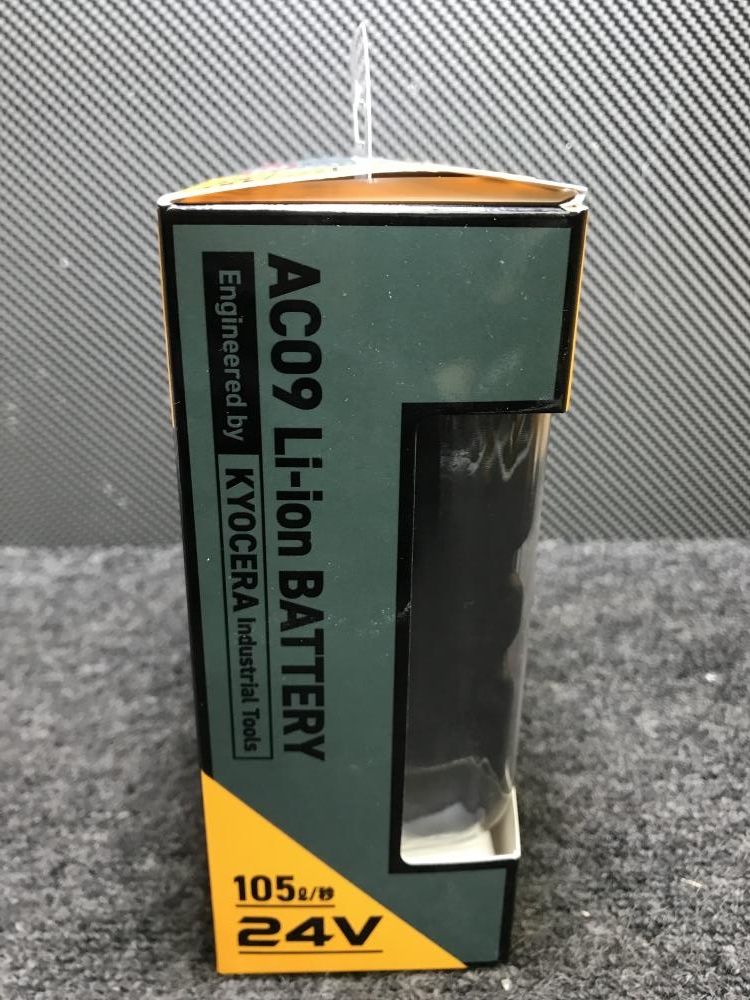 AC09 Li-ion BATTERY
Engineered by KYOCERA Industrial Tools
105ℓ/秒
24V